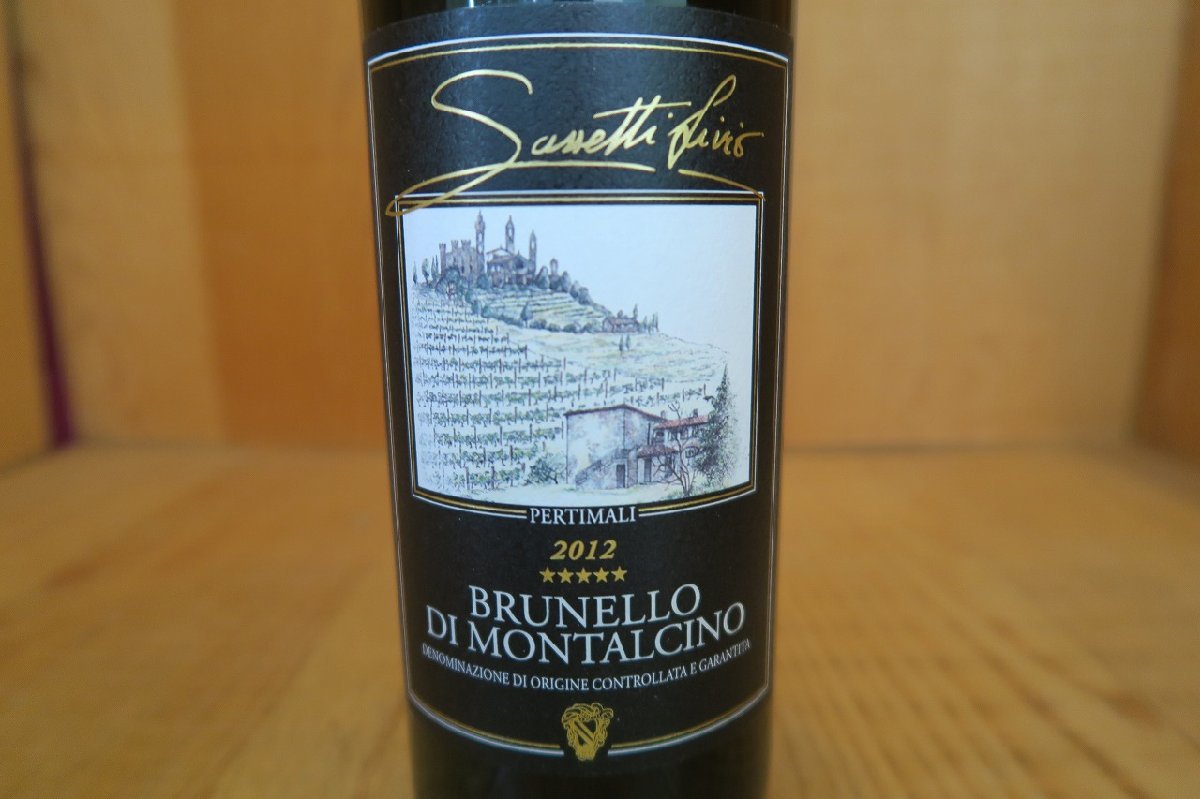 Sassetti Livio
PERTIMALI
2012
★★★★★
BRUNELLO
DI MONTALCINO
DENOMINAZIONE DI ORIGINE CONTROLLATA E GARANTITA